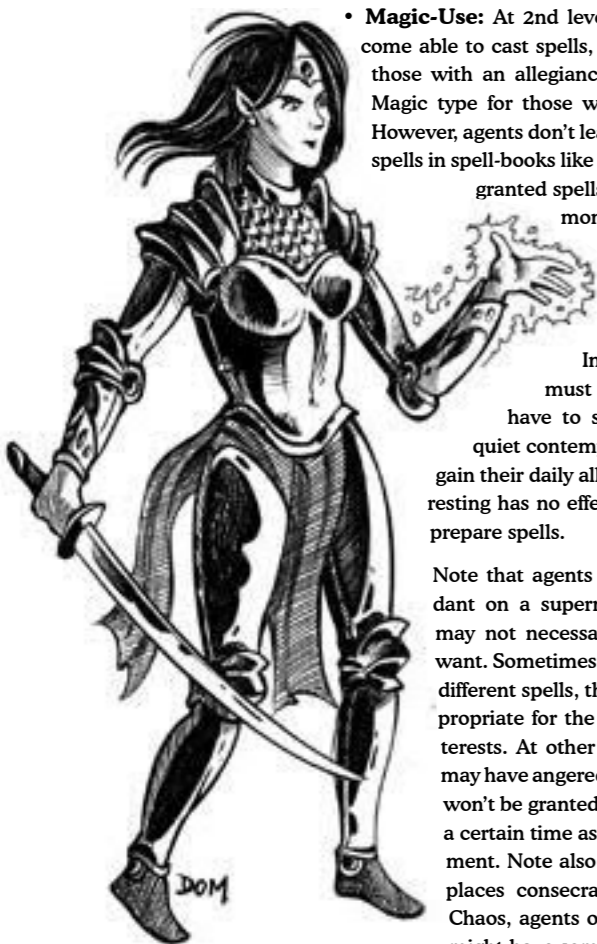 • Magic-Use: At 2nd leve
come able to cast spells,
those with an allegianc
Magic type for those w
However, agents don't lea
spells in spell-books like
granted spells
mor
In
must
have to s
quiet contem
gain their daily all
resting has no effe
prepare spells.
Note that agents
dant on a supern
may not necessa
want. Sometimes
different spells, th
propriate for the
terests. At other
may have angered
won't be granted
a certain time as
ment. Note also
places consecra
Chaos, agents o
might have som
DOM